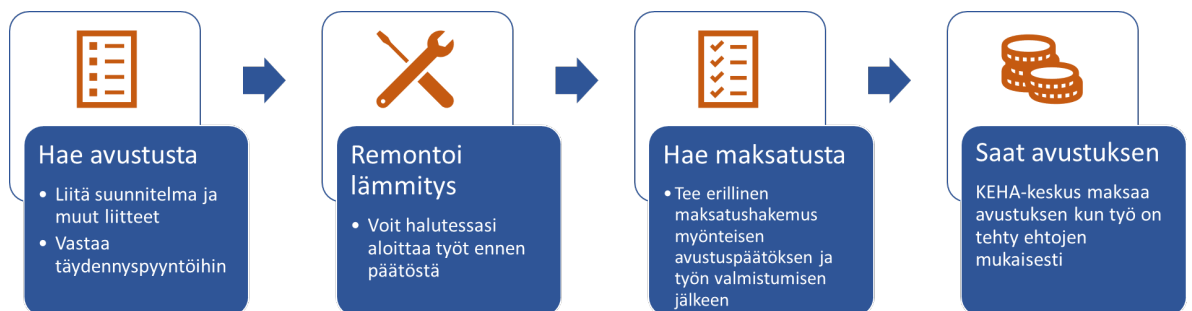 Hae avustusta
• Liitä suunnitelma ja
muut liitteet
• Vastaa
täydennyspyyntöihin
Remontoi
lämmitys
• Voit halutessasi
aloittaa työt ennen
päätöstä
Hae maksatusta
• Tee erillinen
maksatushakemus
myönteisen
avustuspäätöksen ja
työn valmistumisen
jälkeen
Saat avustuksen
KEHA-keskus maksaa
avustuksen kun työ on
tehty ehtojen
mukaisesti